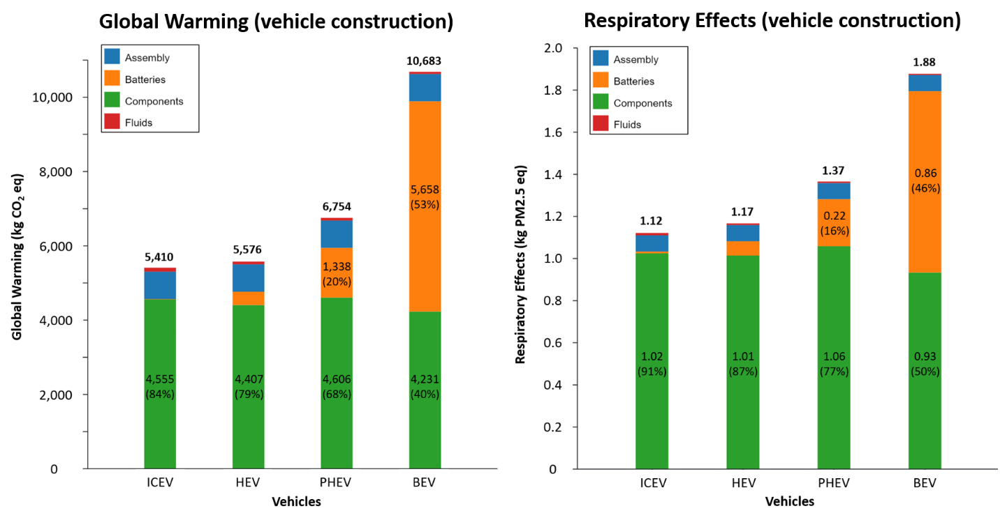 Global Warming (vehicle construction)
Assembly
Batteries
Components
Fluids
Global Warming (kg CO2 eq)
10,000
8,000
6,000
4,000
2,000
0
5,410
4,555
(84%)
5,576
4,407
(79%)
6,754
1,338
(20%)
4,606
(68%)
10,683
5,658
(53%)
4,231
(40%)
ICEV
HEV
PHEV
BEV
Vehicles
Respiratory Effects (vehicle construction)
Assembly
Batteries
Components
Fluids
Respiratory Effects (kg PM2.5 eq)
2.0
1.8
1.6
1.4
1.2
1.0
0.8
0.6
0.4
0.2
0
1.12
1.02
(91%)
1.17
1.01
(87%)
1.37
0.22
(16%)
1.06
(77%)
1.88
0.86
(46%)
0.93
(50%)
ICEV
HEV
PHEV
BEV
Vehicles